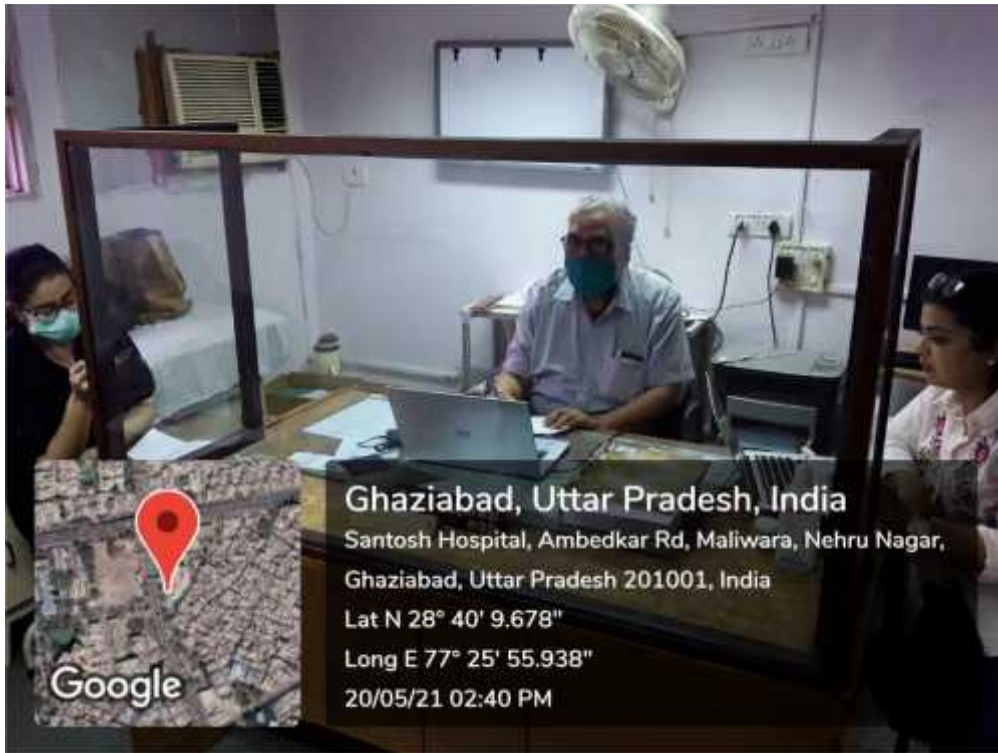 Ghaziabad, Uttar Pradesh, India
Santosh Hospital, Ambedkar Rd, Maliwara, Nehru Nagar,
Ghaziabad, Uttar Pradesh 201001, India
Lat N 28° 40' 9.678"
Long E 77° 25' 55.938"
20/05/21 02:40 PM
Google